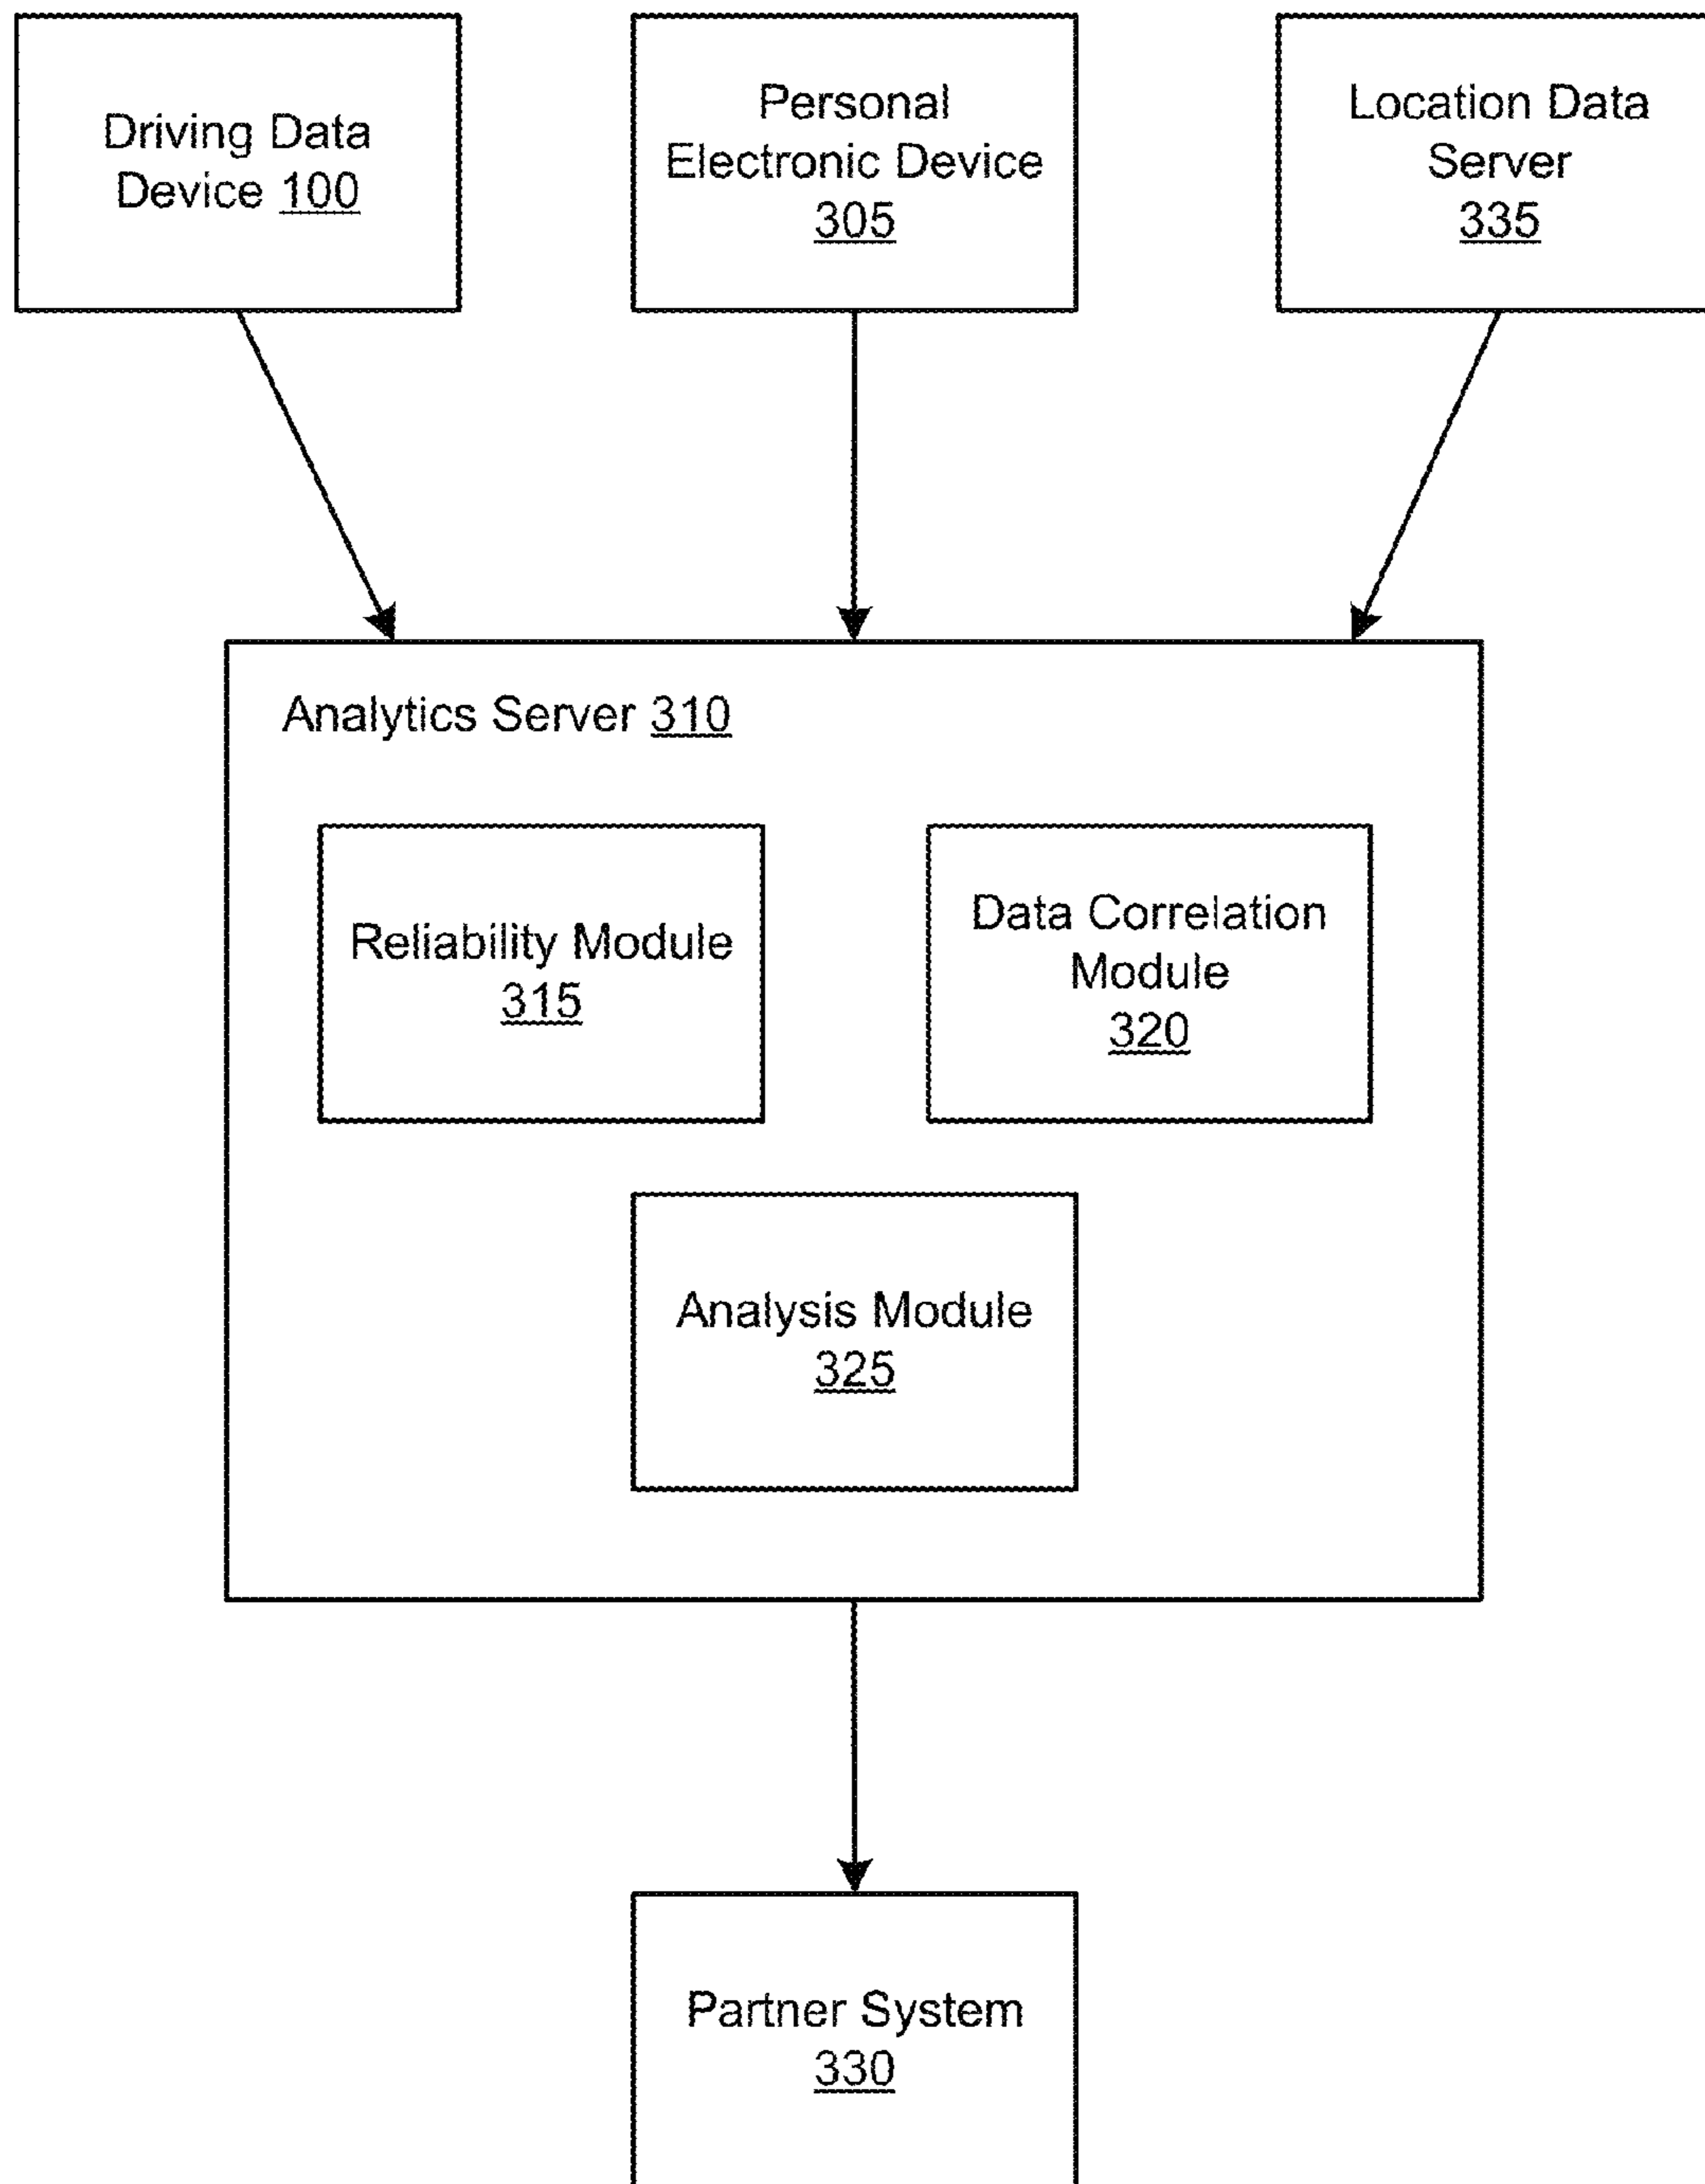 Driving Data
Device 100
Personal
Electronic Device
305
Location Data
Server
335
Analytics Server 310
Reliability Module
315
Data Correlation
Module
320
Analysis Module
325
Partner System
330